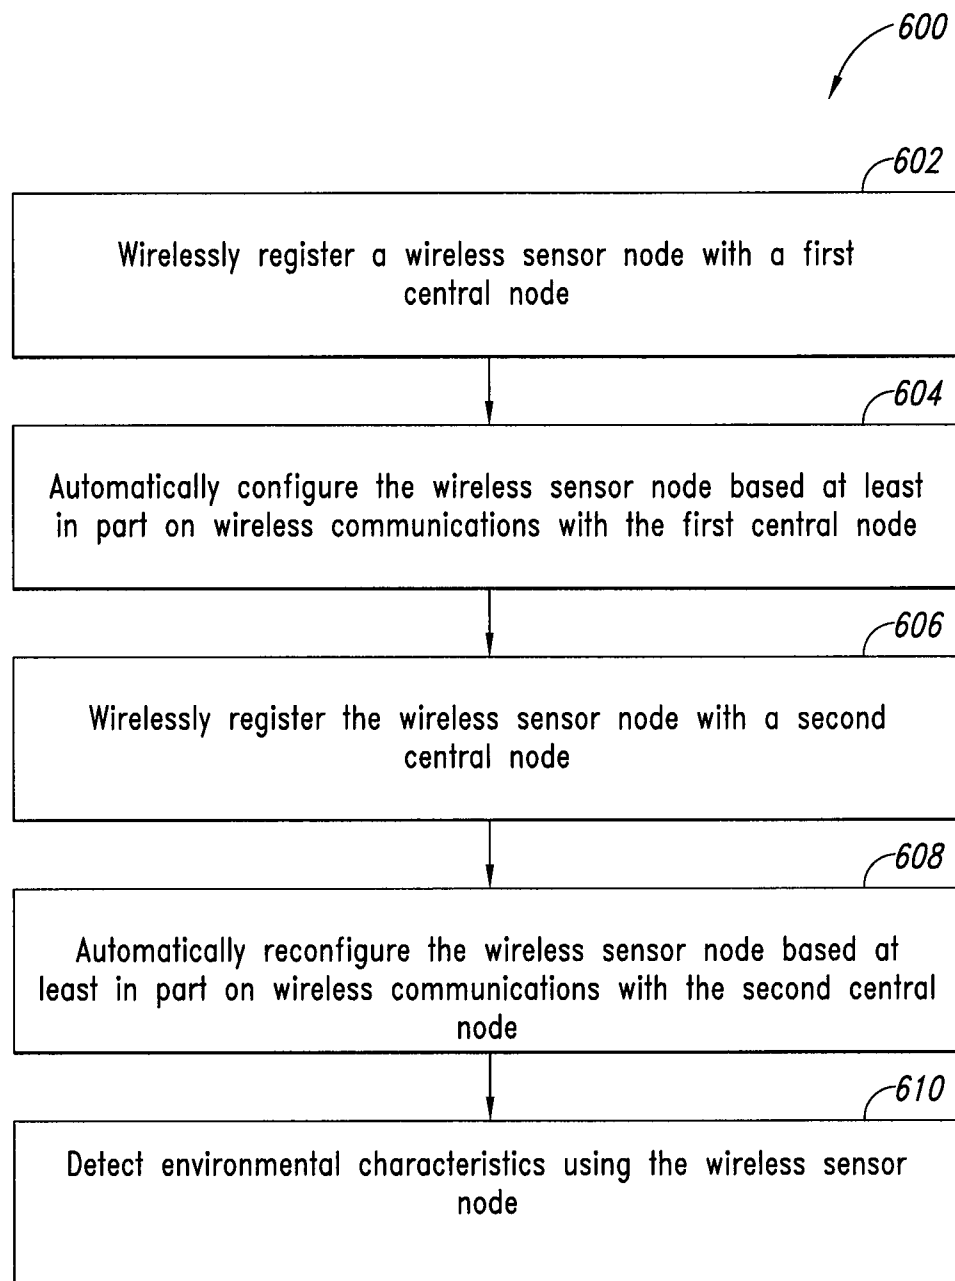 600
602
Wirelessly register a wireless sensor node with a first
central node
604
Automatically configure the wireless sensor node based at least
in part on wireless communications with the first central node
606
Wirelessly register the wireless sensor node with a second
central node
608
Automatically reconfigure the wireless sensor node based at
least in part on wireless communications with the second central
node
610
Detect environmental characteristics using the wireless sensor
node